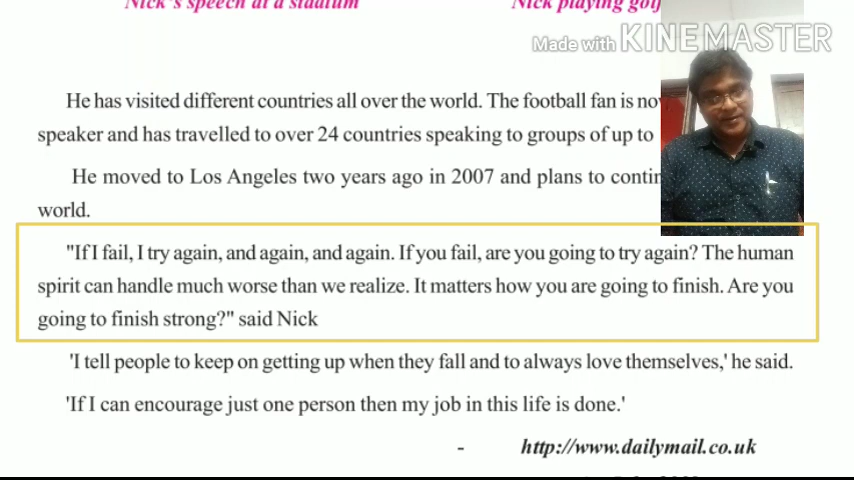 Nick's speech at a stadium Nick playing golf
Made with KINEMASTER
He has visited different countries all over the world. The football fan is
speaker and has travelled to over 24 countries speaking to groups of up to
He moved to Los Angeles two years ago in 2007 and plans to
world.
"If I fail, I try again, and again, and again. If you fail, are you going to try again? The human
spirit can handle much worse than we realize. It matters how you are going to finish. Are you
going to finish strong?" said Nick
'I tell people to keep on getting up when they fall and to always love themselves,' he said.
'If I can encourage just one person then my job in this life is done.'
- http://www.dailymail.co.uk